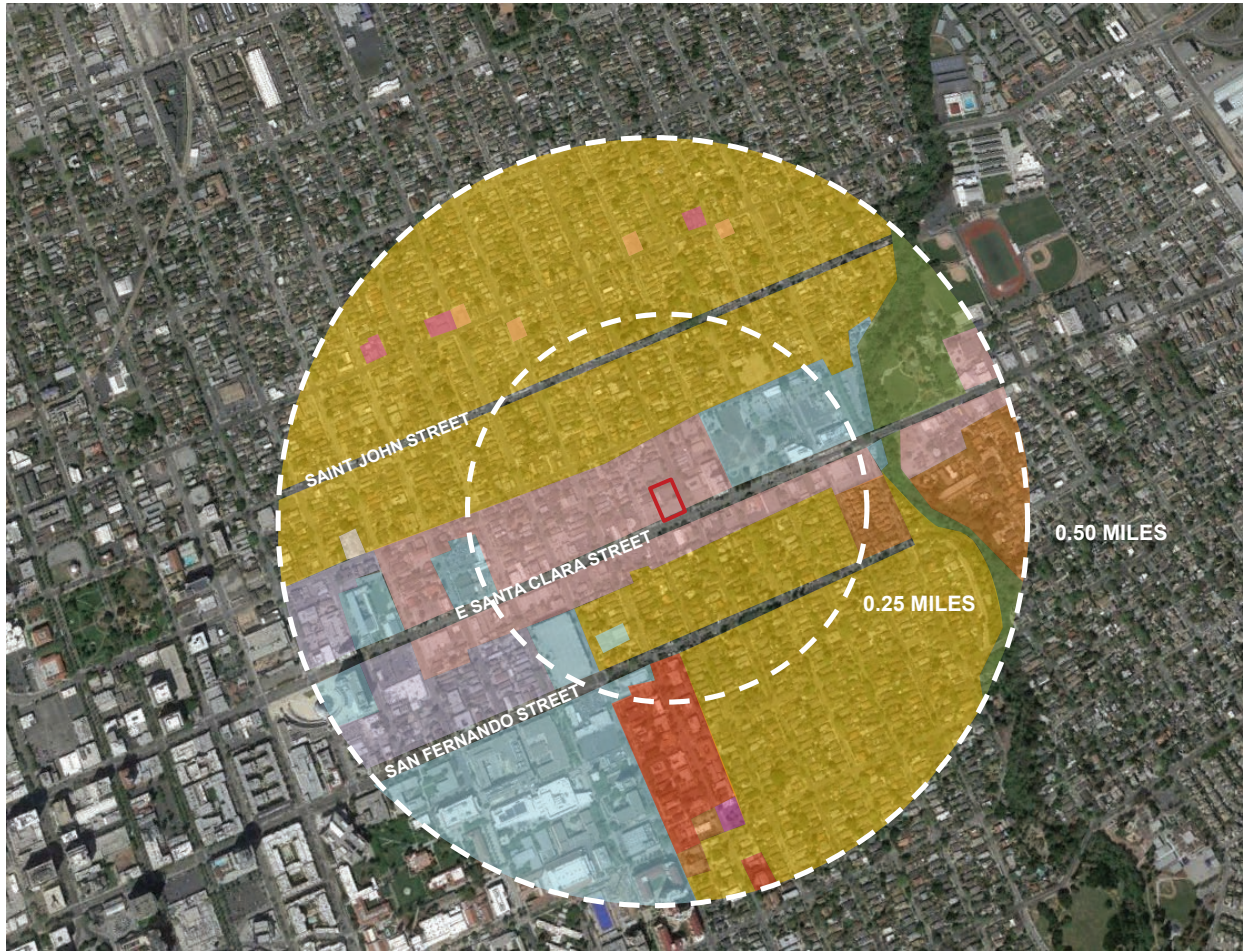 SAINT JOHN STREET
E SANTA CLARA STREET
0.50 MILES
0.25 MILES
SAN FERNANDO STREET